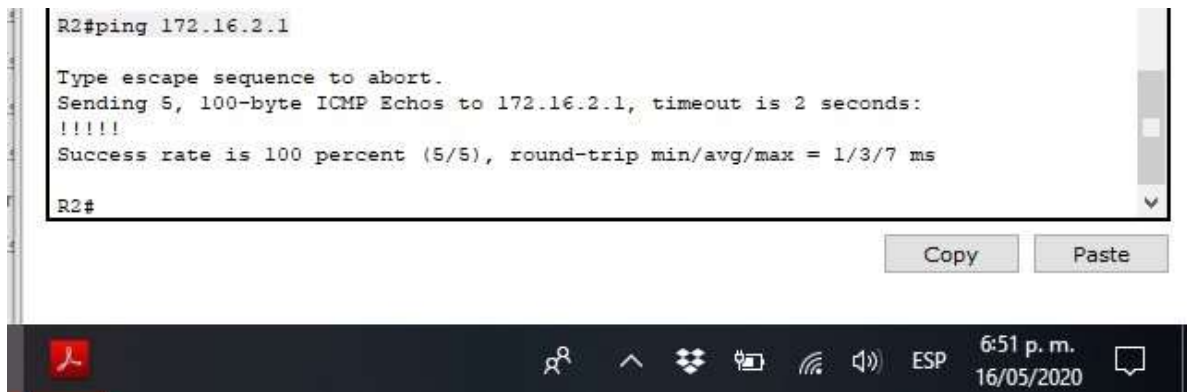 R2#ping 172.16.2.1
Type escape sequence to abort.
Sending 5, 100-byte ICMP Echos to 172.16.2.1, timeout is 2 seconds:
!!!!!
Success rate is 100 percent (5/5), round-trip min/avg/max = 1/3/7 ms
R2#
Copy Paste
ESP 6:51 p. m.
16/05/2020